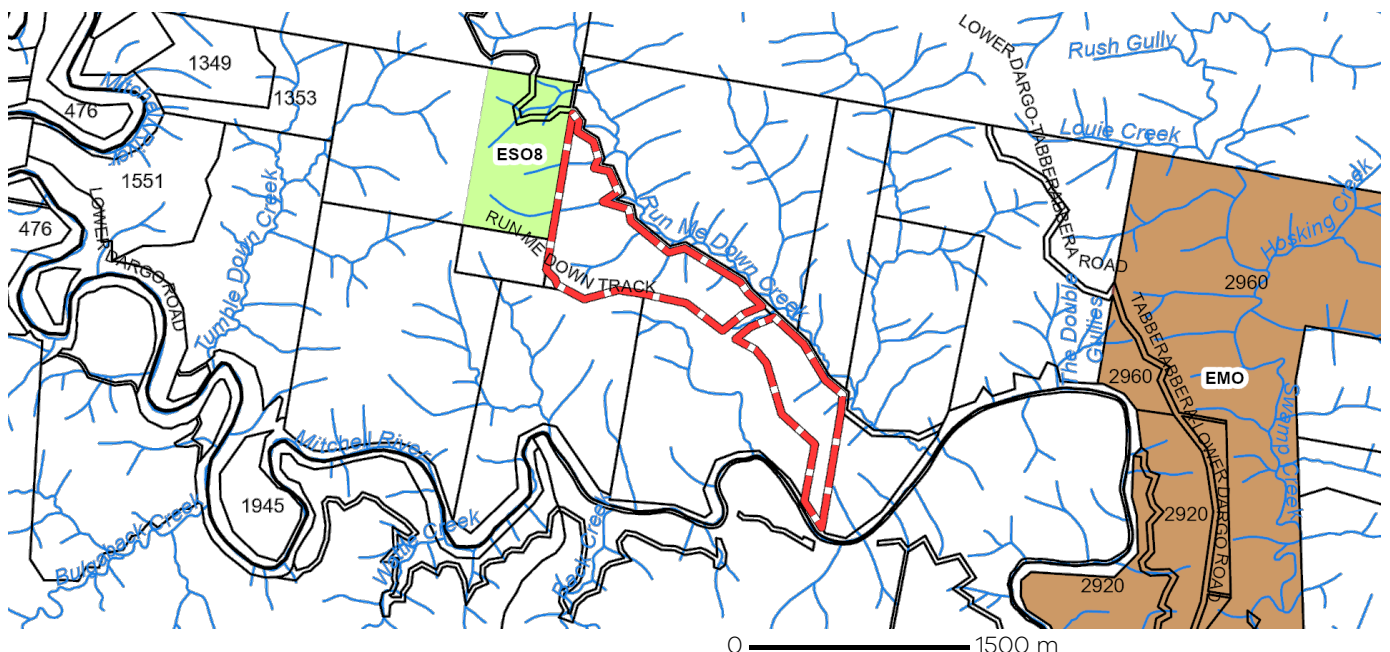 LOWER DARGO-TABBERABBERA ROAD
Rush Gully
1349
Mitchell River
1353
476
Louie Creek
ESO8
1551
LOWER DARGO ROAD
Tumble Down Creek
Run Me Down Creek
RUN ME DOWN TRACK
Hosking Creek
476
2960
The Double Gullies
TABBERABBERA-LOWER DARGO ROAD
2960
EMO
Swamp Creek
Mitchell River
1945
Bulgaback Creek
Wattle Creek
Pack Creek
2920
2920
0 1500 m